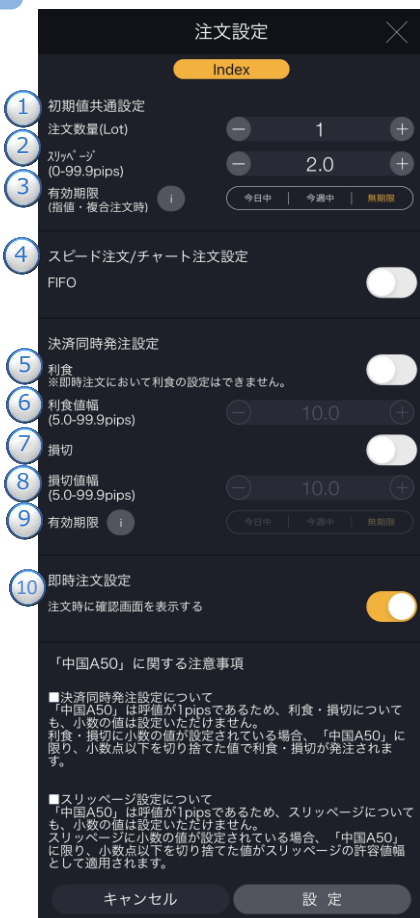 注文設定
Index
1
初期値共通設定
注文数量(Lot)
1
2
ｽﾘｯﾍﾟｰｼﾞ
(0-99.9pips)
2.0
3
有効期限
(指値・複合注文時)
i
今日中 | 今週中 | 無期限
4
スピード注文/チャート注文設定
FIFO
決済同時発注設定
5
利食
※即時注文において利食の設定はできません。
6
利食値幅
(5.0-99.9pips)
10.0
7
損切
8
損切値幅
(5.0-99.9pips)
10.0
9
有効期限
i
今日中 | 今週中 | 無期限
10
即時注文設定
注文時に確認画面を表示する
「中国A50」に関する注意事項
■決済同時発注設定について
「中国A50」は呼値が1pipsであるため、利食・損切について
も、小数の値は設定いただけません。
利食・損切に小数の値が設定されている場合、「中国A50」に
限り、小数点以下を切り捨てた値で利食・損切が発注されま
す。
■スリッページ設定について
「中国A50」は呼値が1pipsであるため、スリッページについて
も、小数の値は設定いただけません。
スリッページに小数の値が設定されている場合、「中国A50」
に限り、小数点以下を切り捨てた値がスリッページの許容値幅
として適用されます。
キャンセル
設 定